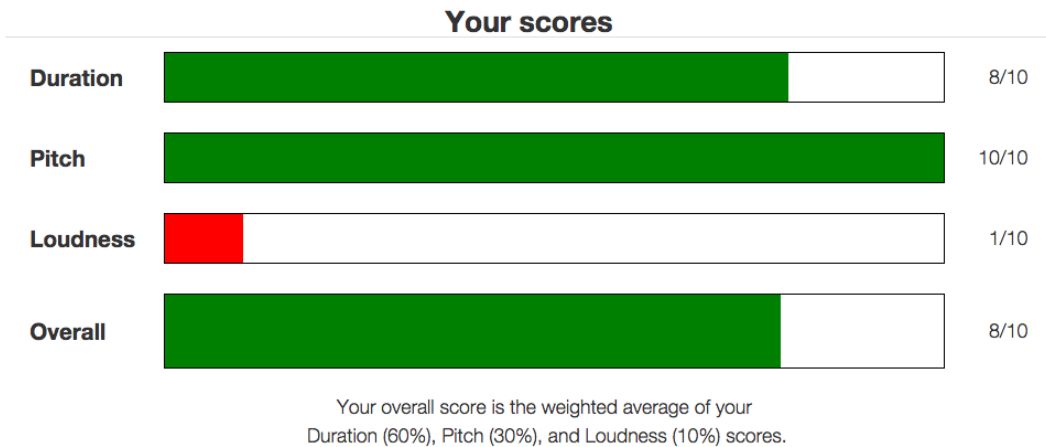 Your scores
Duration 8/10
Pitch 10/10
Loudness 1/10
Overall 8/10
Your overall score is the weighted average of your
Duration (60%), Pitch (30%), and Loudness (10%) scores.